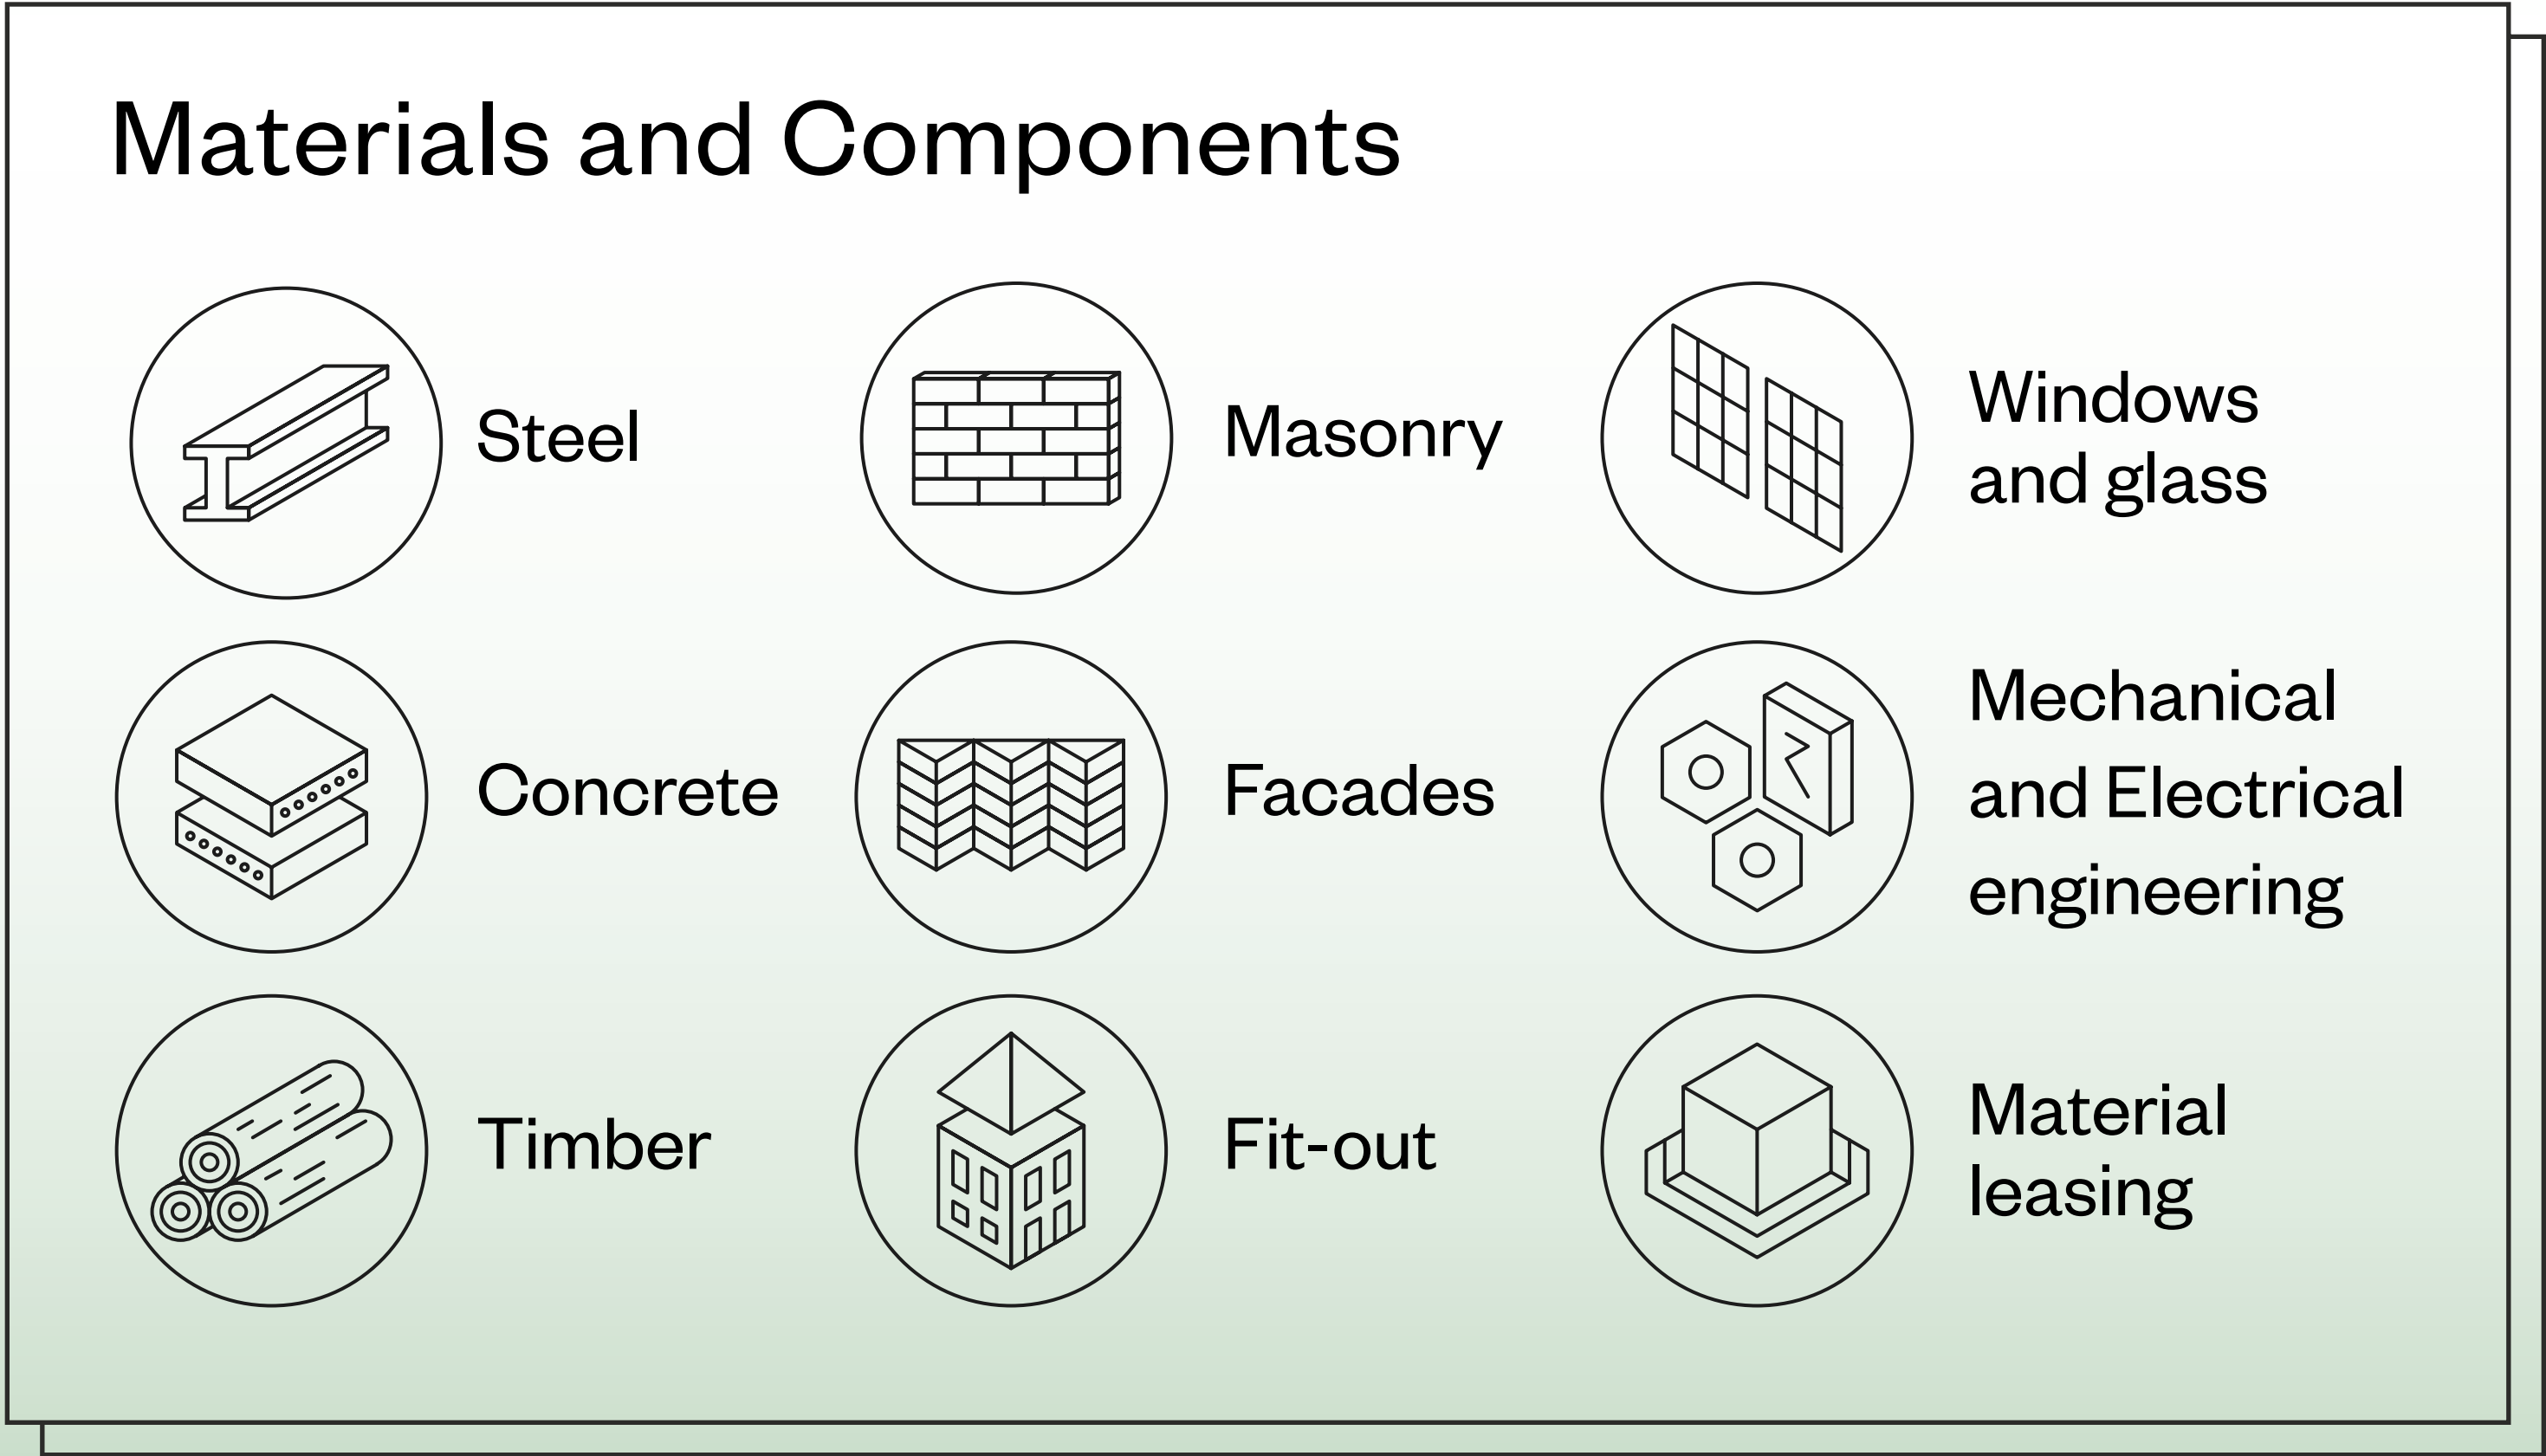 Materials and Components
Steel
Masonry
Windows
and glass
Concrete
Facades
Mechanical
and Electrical
engineering
Timber
Fit-out
Material
leasing